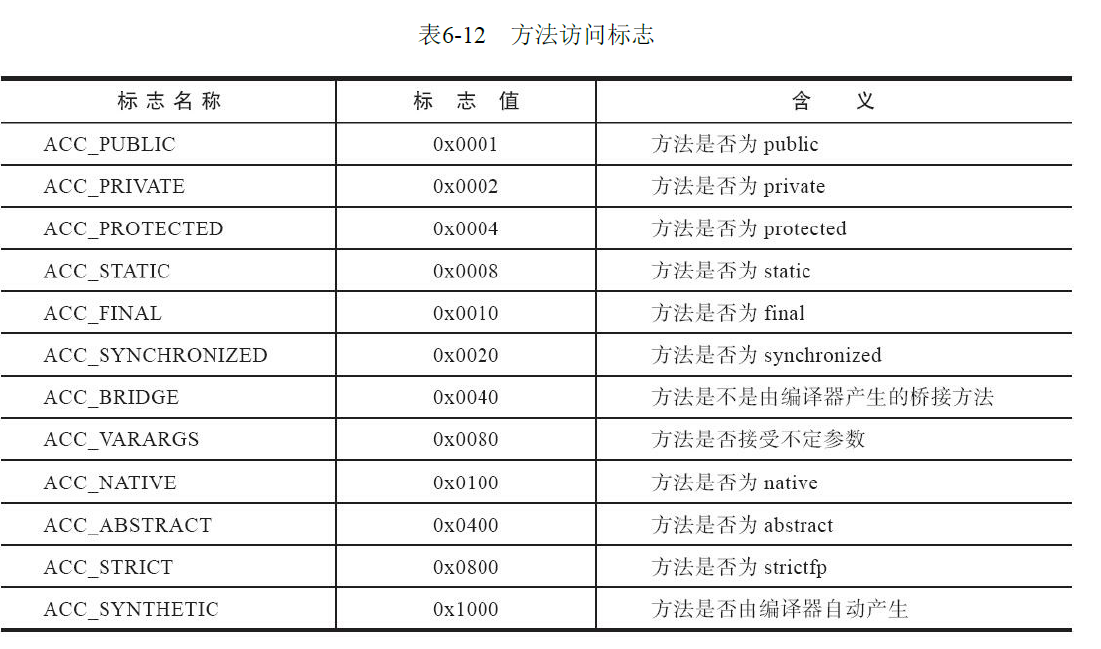 表6-12 方法访问标志
标志名称 标 志 值 含 义
ACC_PUBLIC 0x0001 方法是否为 public
ACC_PRIVATE 0x0002 方法是否为 private
ACC_PROTECTED 0x0004 方法是否为 protected
ACC_STATIC 0x0008 方法是否为 static
ACC_FINAL 0x0010 方法是否为 final
ACC_SYNCHRONIZED 0x0020 方法是否为 synchronized
ACC_BRIDGE 0x0040 方法是不是由编译器产生的桥接方法
ACC_VARARGS 0x0080 方法是否接受不定参数
ACC_NATIVE 0x0100 方法是否为 native
ACC_ABSTRACT 0x0400 方法是否为 abstract
ACC_STRICT 0x0800 方法是否为 strictfp
ACC_SYNTHETIC 0x1000 方法是否由编译器自动产生